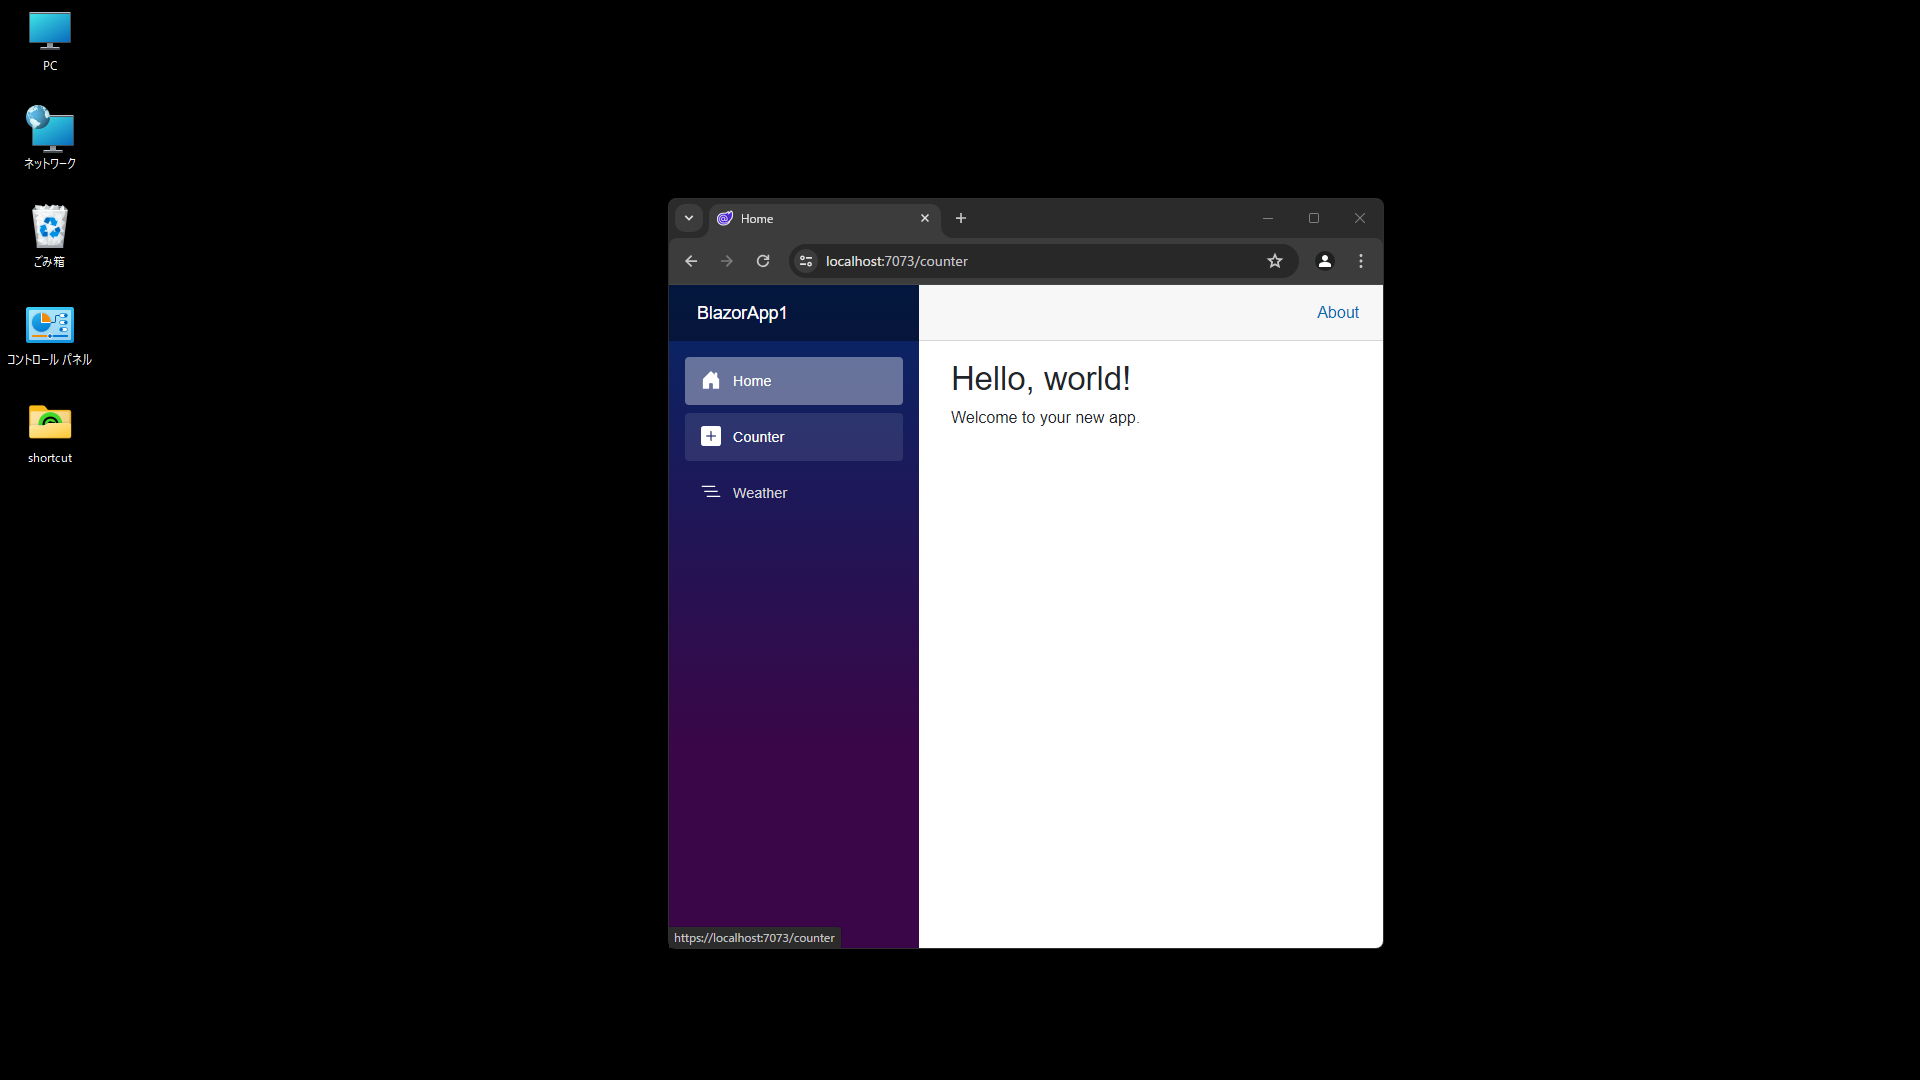 PC
ネットワーク
ごみ箱
コントロール パネル
shortcut
Home
localhost:7073/counter
BlazorApp1
About
Home
Counter
Weather
Hello, world!
Welcome to your new app.
https://localhost:7073/counter